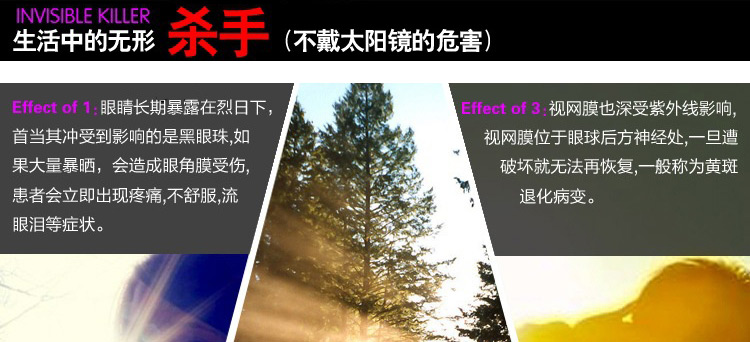 INVISIBLE KILLER
生活中的无形 杀手 (不戴太阳镜的危害)
Effect of 1:眼睛长期暴露在烈日下，
首当其冲受到影响的是黑眼珠,如
果大量暴晒，会造成眼角膜受伤,
患者会立即出现疼痛,不舒服,流
眼泪等症状。
Effect of 3:视网膜也深受紫外线影响,
视网膜位于眼球后方神经处,一旦遭
破坏就无法再恢复,一般称为黄斑
退化病变。